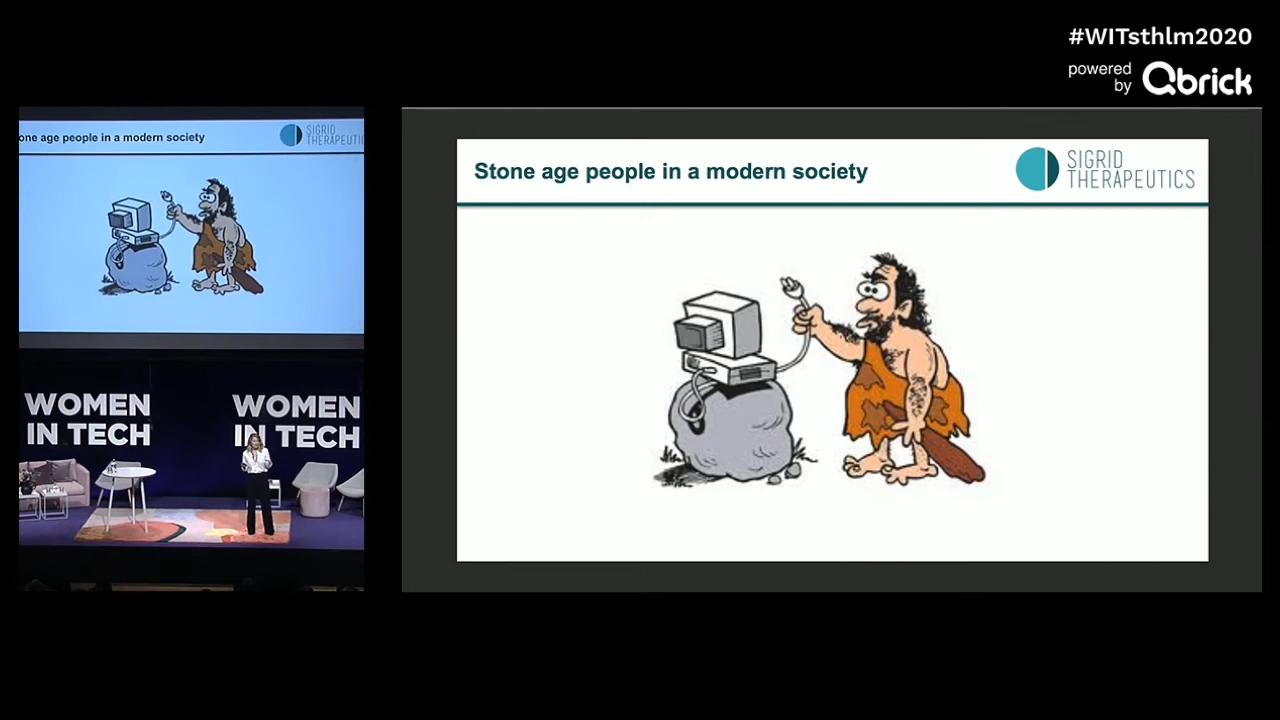 #WITsthlm2020
powered
by
Qbrick
one age people in a modern society
SIGRID
THERAPEUTIC
WOMEN
IN TECH
WOMEN
IN TECH
Stone age people in a modern society
SIGRID
THERAPEUTICS